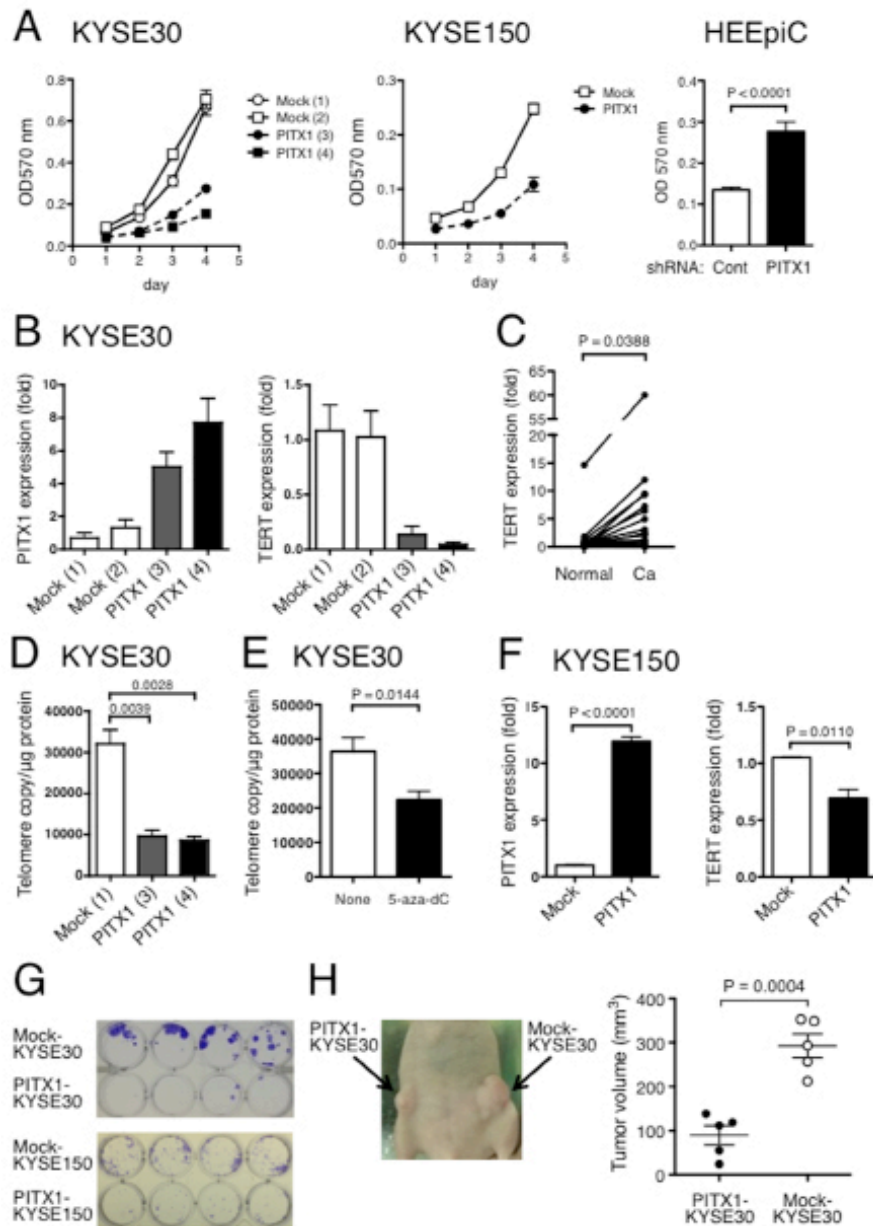 A KYSE30 KYSE150 HEEpiC
OD570 nm
0.8
0.6
0.4
0.2
0.0
0 1 2 3 4 5
day
Mock (1)
Mock (2)
PITX1 (3)
PITX1 (4)
OD570 nm
0.3
0.2
0.1
0.0
0 1 2 3 4 5
day
Mock
PITX1
P < 0.0001
OD 570 nm
0.4
0.3
0.2
0.1
0.0
shRNA: Cont PITX1
B KYSE30
PITX1 expression (fold)
10
8
6
4
2
0
Mock (1)
Mock (2)
PITX1 (3)
PITX1 (4)
TERT expression (fold)
1.5
1.0
0.5
0.0
Mock (1)
Mock (2)
PITX1 (3)
PITX1 (4)
C
P = 0.0388
TERT expression (fold)
65
60
55
20
15
10
5
0
Normal Ca
D KYSE30
0.0028
0.0039
Telomere copy/µg protein
40000
30000
20000
10000
0
Mock (1)
PITX1 (3)
PITX1 (4)
E KYSE30
P = 0.0144
Telomere copy/µg protein
50000
40000
30000
20000
10000
0
None 5-aza-dC
F KYSE150
P < 0.0001
PITX1 expression (fold)
15
10
5
0
Mock
PITX1
P = 0.0110
TERT expression (fold)
1.5
1.0
0.5
0.0
Mock
PITX1
G
Mock-
KYSE30
PITX1-
KYSE30
Mock-
KYSE150
PITX1-
KYSE150
H
PITX1-
KYSE30
Mock-
KYSE30
P = 0.0004
Tumor volume (mm³)
400
300
200
100
0
PITX1-
KYSE30
Mock-
KYSE30